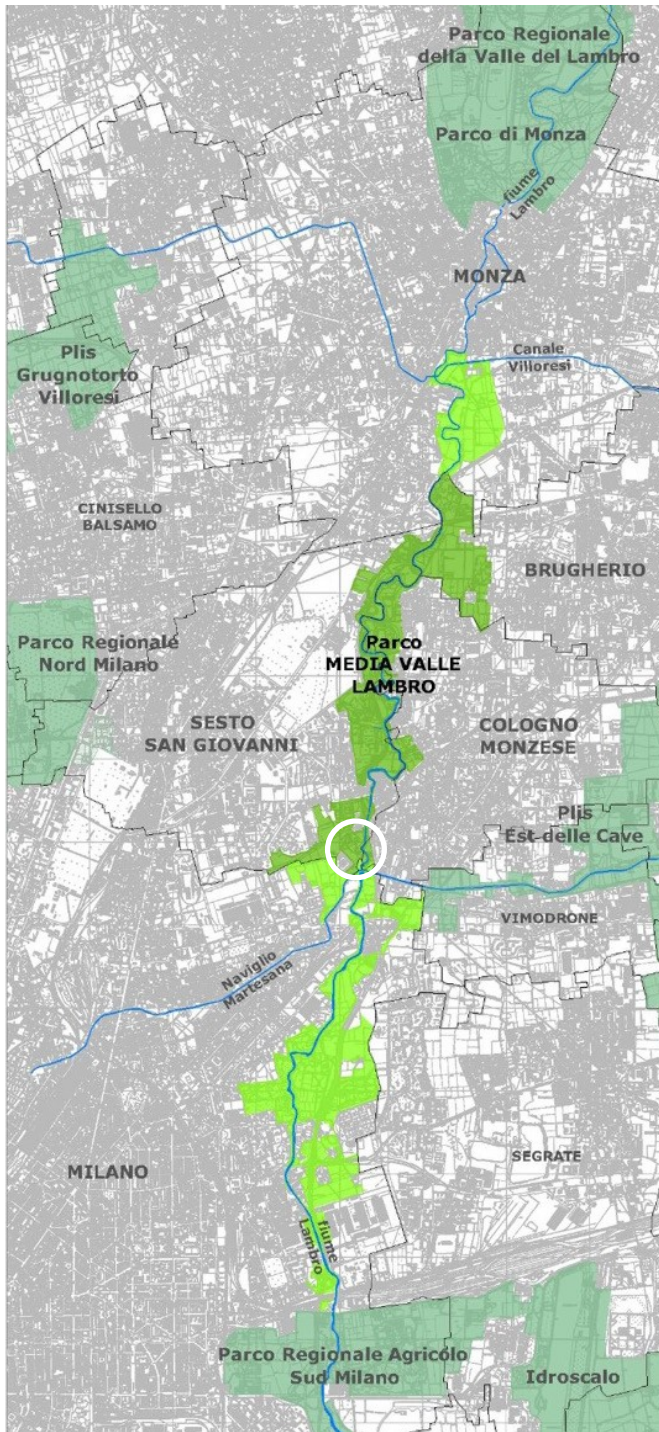 Parco Regionale
della Valle del Lambro
Parco di Monza
fiume
Lambro
MONZA
Canale
Villoresi
Plis
Grugnotorto
Villoresi
CINISELLO
BALSAMO
BRUGHERIO
Parco Regionale
Nord Milano
Parco
MEDIA VALLE
LAMBRO
SESTO
SAN GIOVANNI
COLOGNO
MONZESE
Plis
Est delle Cave
VIMODRONE
Naviglio
Martesana
SEGRATE
MILANO
fiume
Lambro
Parco Regionale Agricolo
Sud Milano
Idroscalo